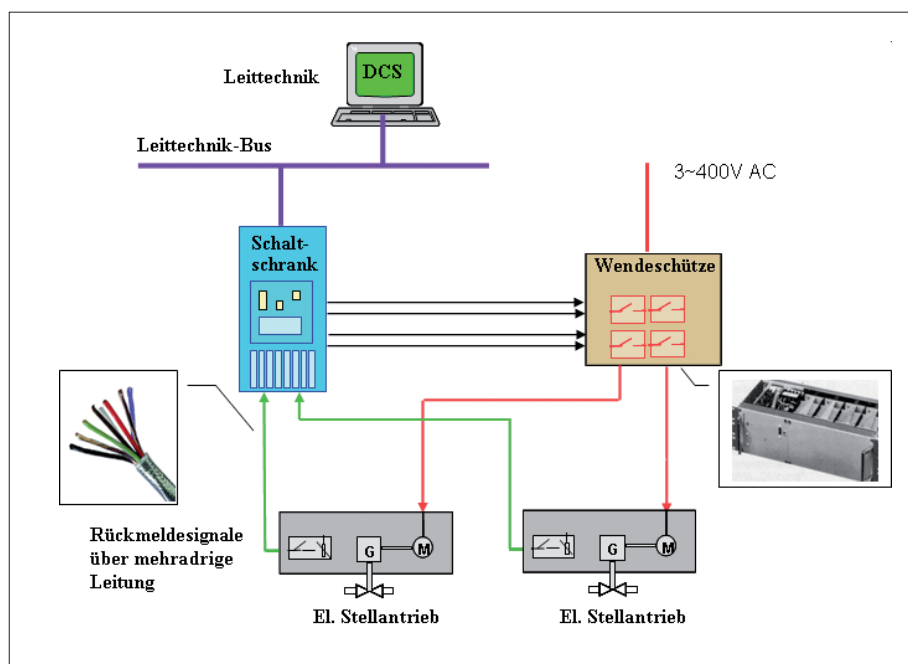 DCS
Leittechnik
Leittechnik-Bus
3~400V AC
Schalt-
schrank
Wendeschütze
Rückmeldesignale
über mehradrige
Leitung
G
M
G
M
El. Stellantrieb
El. Stellantrieb